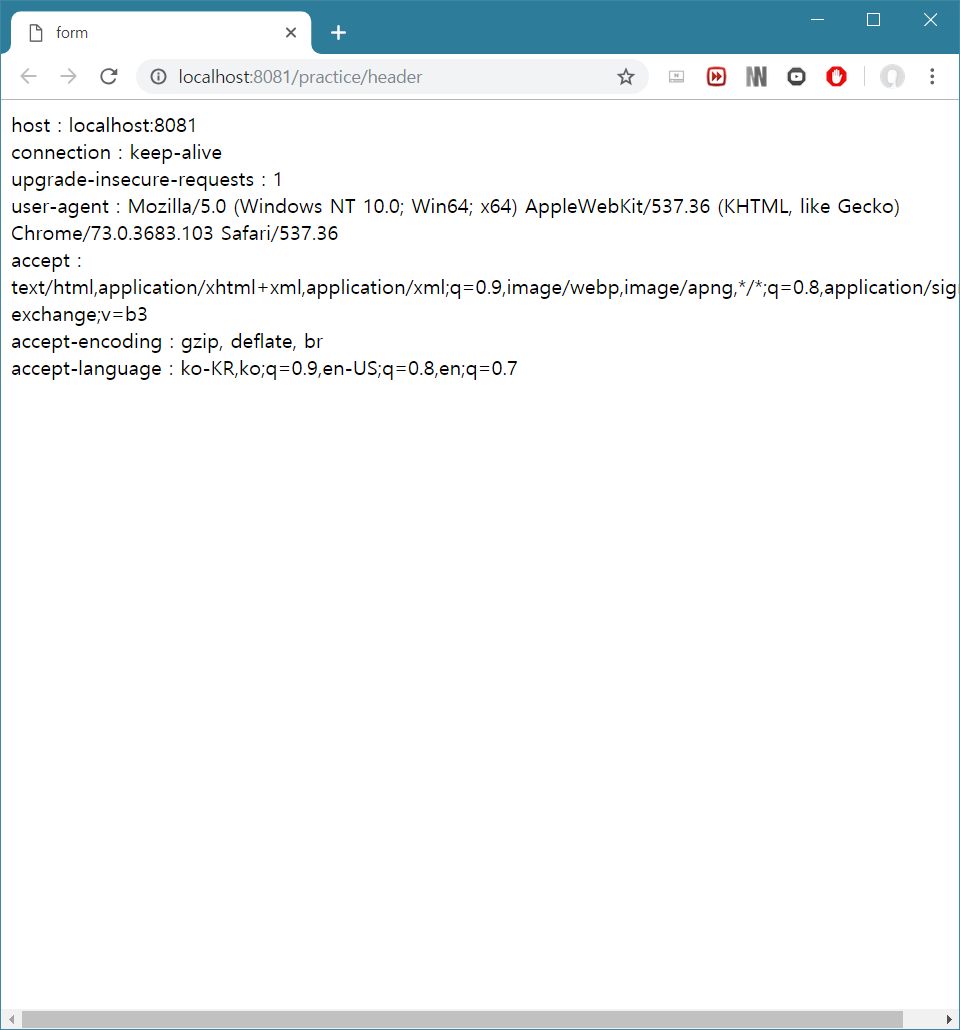 form
localhost:8081/practice/header
host : localhost:8081
connection : keep-alive
upgrade-insecure-requests : 1
user-agent : Mozilla/5.0 (Windows NT 10.0; Win64; x64) AppleWebKit/537.36 (KHTML, like Gecko)
Chrome/73.0.3683.103 Safari/537.36
accept :
text/html,application/xhtml+xml,application/xml;q=0.9,image/webp,image/apng,*/*;q=0.8,application/sig
exchange;v=b3
accept-encoding : gzip, deflate, br
accept-language : ko-KR,ko;q=0.9,en-US;q=0.8,en;q=0.7